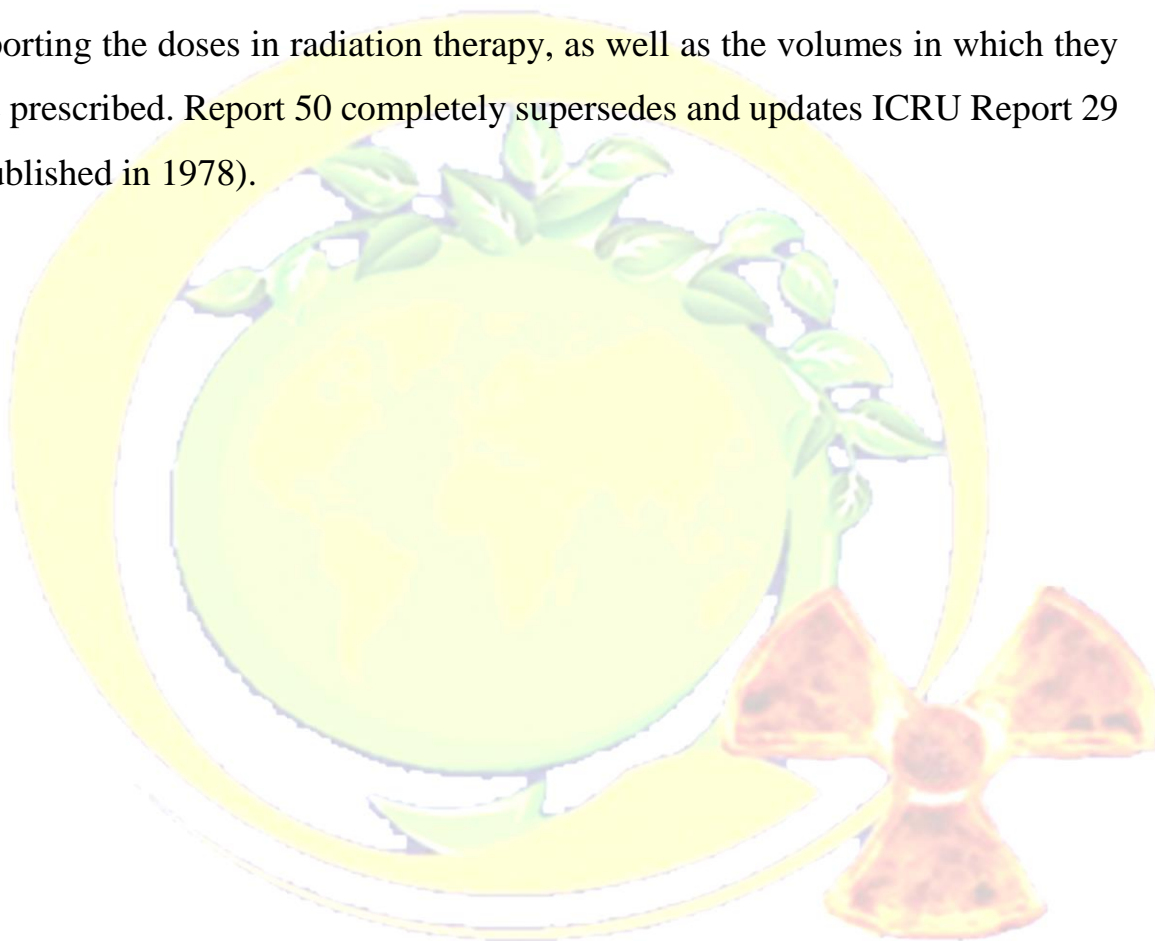 porting the doses in radiation therapy, as well as the volumes in which they
prescribed. Report 50 completely supersedes and updates ICRU Report 29
ublished in 1978).